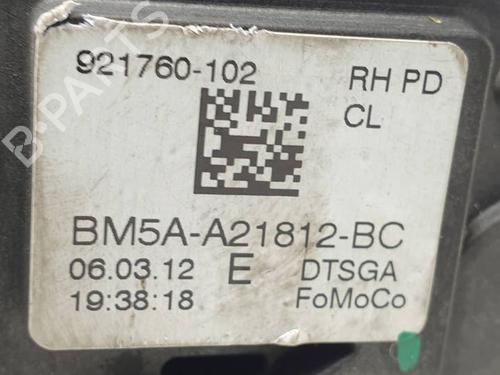 921760-102 RH PD
CL
BM5A-A21812-BC
06.03.12 E DTSGA
19:38:18 FoMoCo
B-PARTS